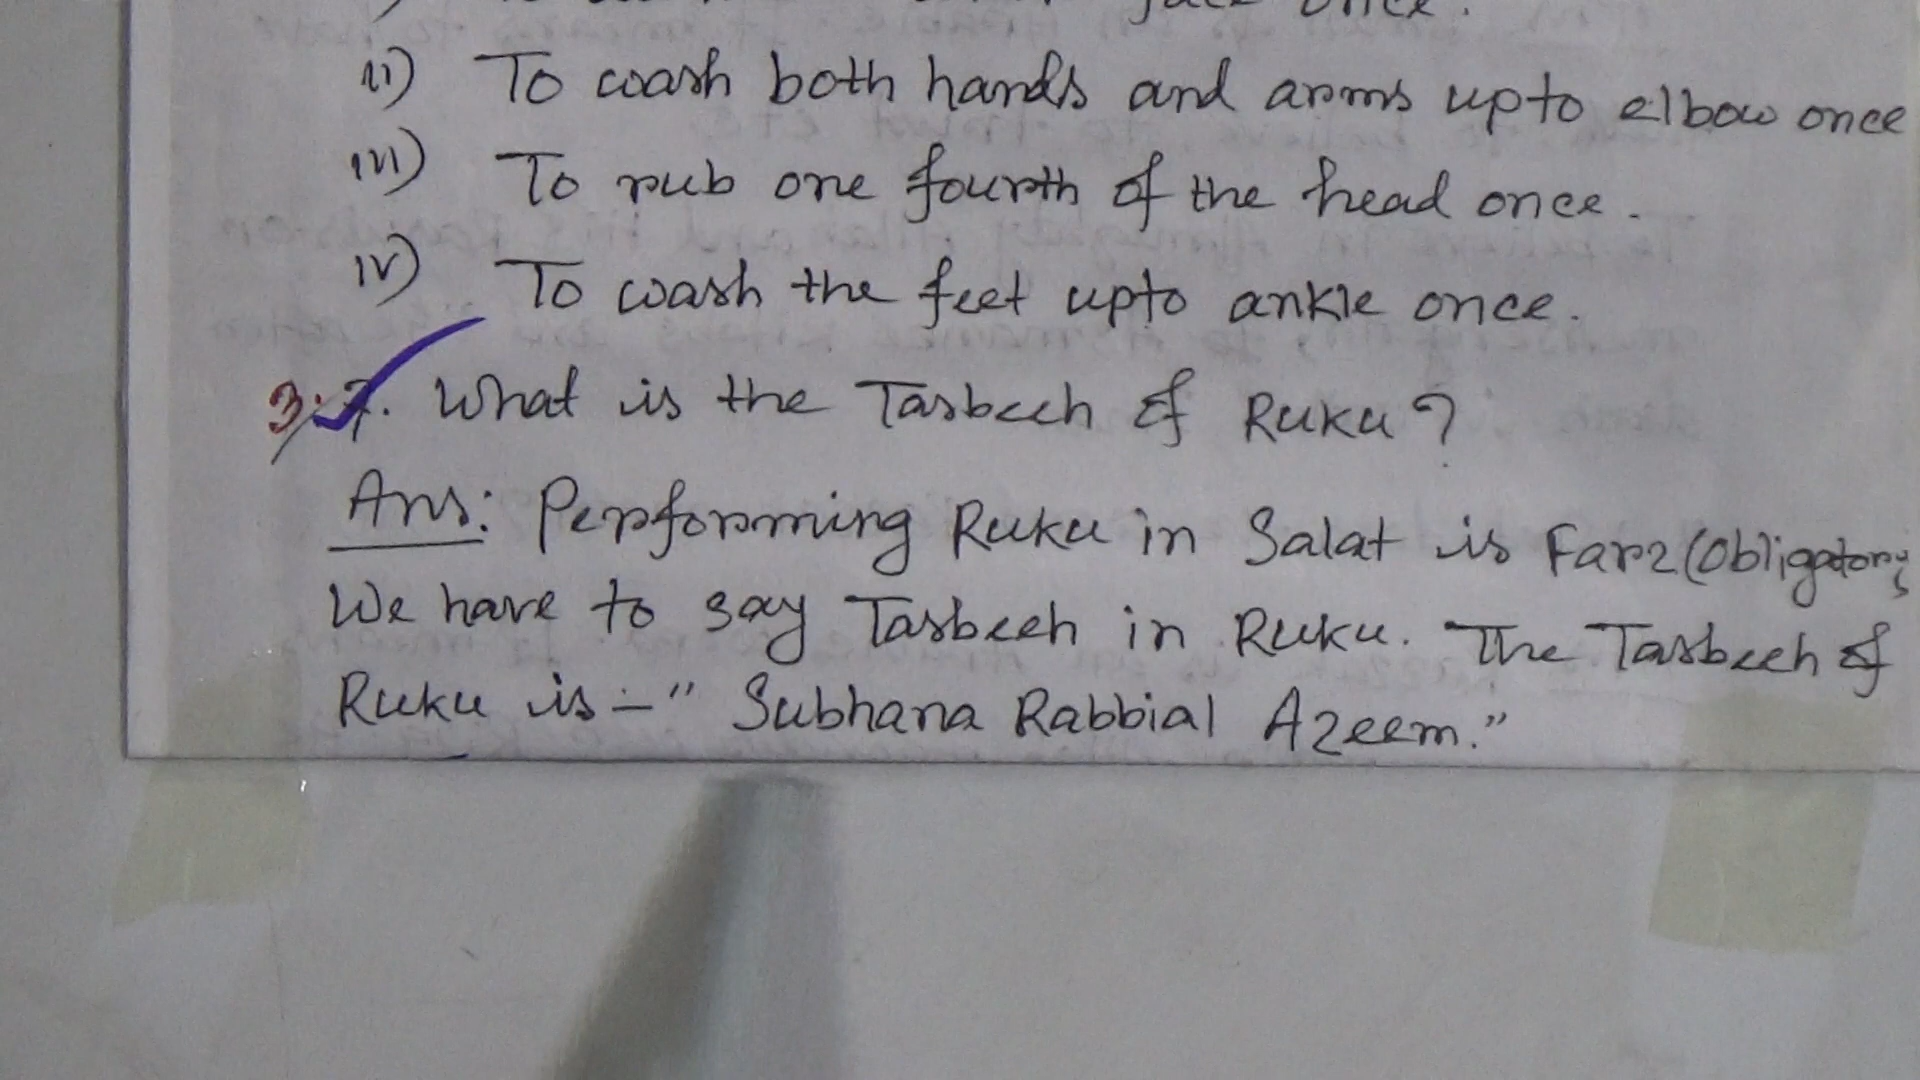 face once.
ii) To wash both hands and arms upto elbow once
iii) To rub one fourth of the head once.
iv) To wash the feet upto ankle once.
3. 7. What is the Tasbeeh of Ruku?
Ans: Performing Ruku in Salat is Farz (Obligatory)
We have to say Tasbeeh in Ruku. The Tasbeeh of
Ruku is :- " Subhana Rabbial Azeem."